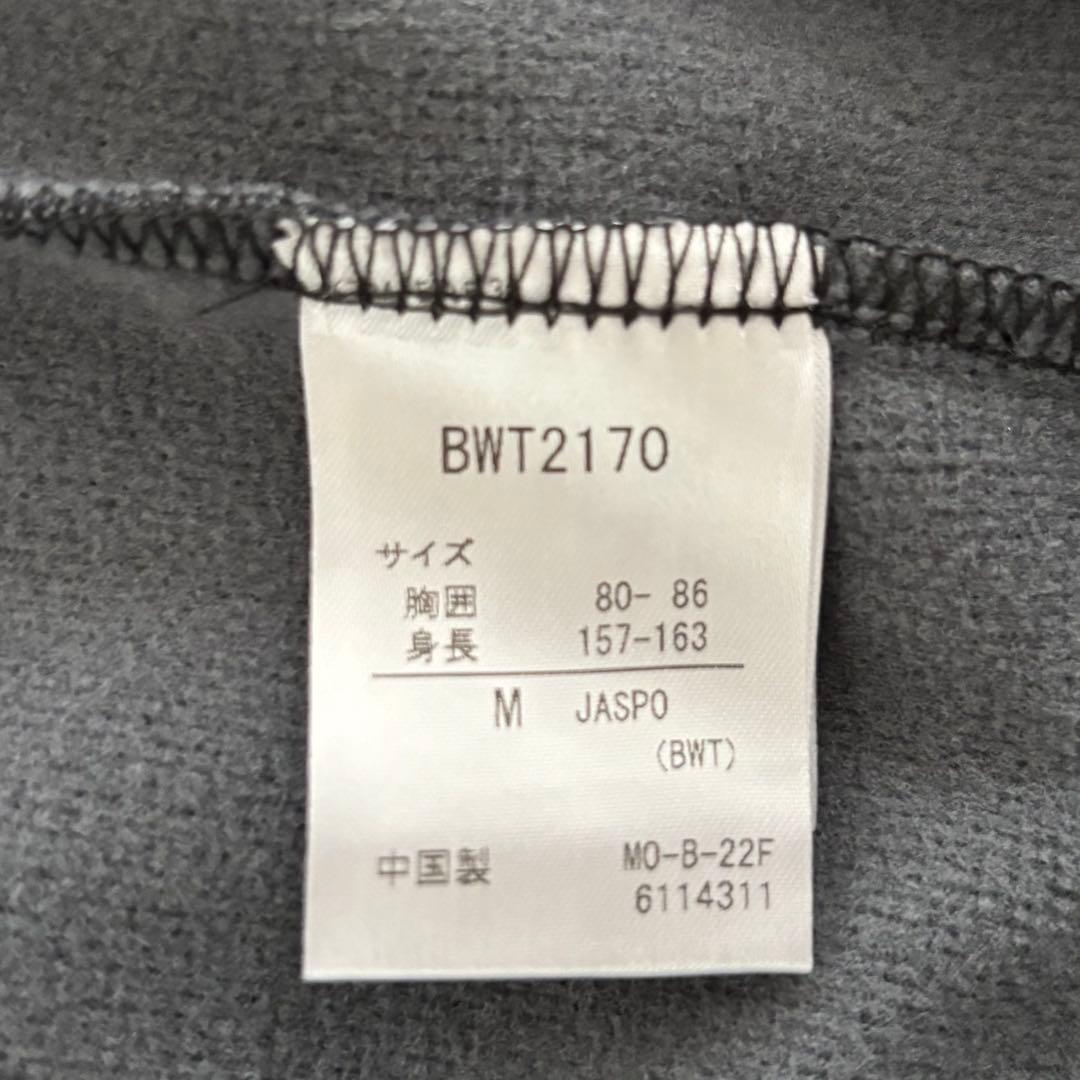 BWT2170
サイズ
胸囲 80- 86
身長 157-163
M JASPO
(BWT)
中国製 MO-B-22F
6114311